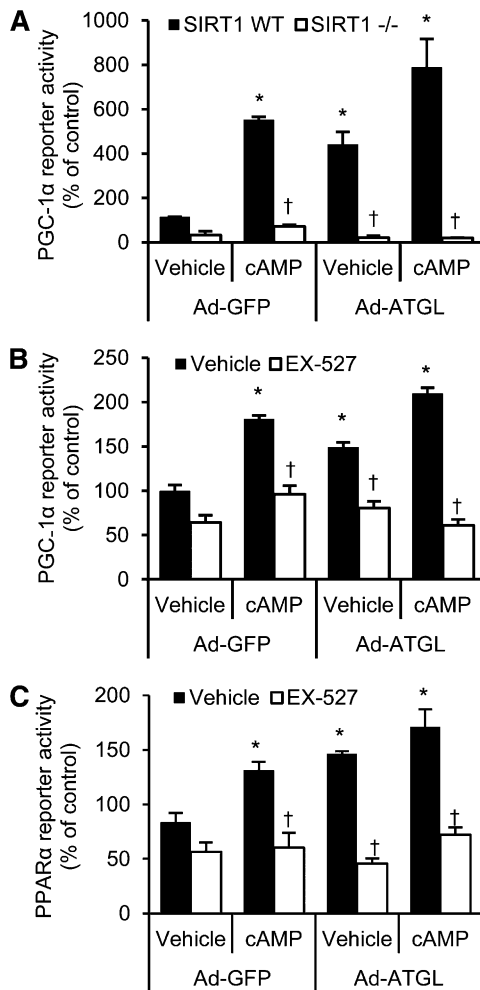 A
SIRT1 WT SIRT1 -/-
PGC-1α reporter activity
(% of control)
1000
800
600
400
200
0
* * *
† † †
Vehicle cAMP Vehicle cAMP
Ad-GFP Ad-ATGL
B
Vehicle EX-527
PGC-1α reporter activity
(% of control)
250
200
150
100
50
0
* * *
† † †
Vehicle cAMP Vehicle cAMP
Ad-GFP Ad-ATGL
C
Vehicle EX-527
PPARα reporter activity
(% of control)
200
150
100
50
0
* * *
† † †
Vehicle cAMP Vehicle cAMP
Ad-GFP Ad-ATGL